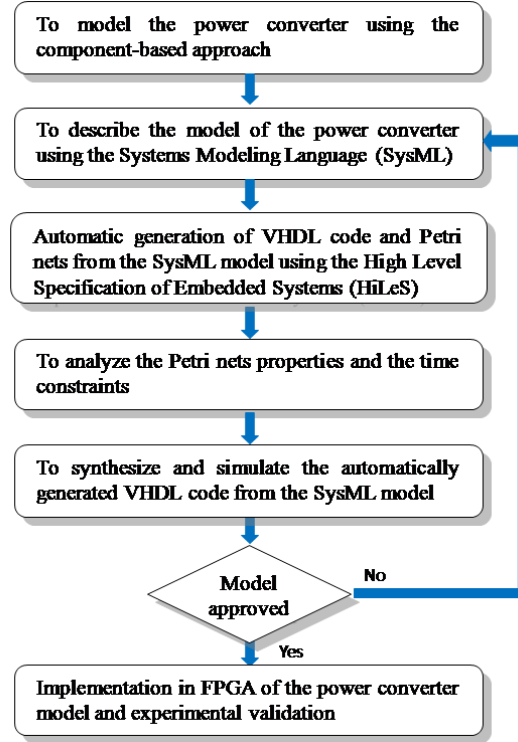 To model the power converter using the
component-based approach
To describe the model of the power converter
using the Systems Modeling Language (SysML)
Automatic generation of VHDL code and Petri
nets from the SysML model using the High Level
Specification of Embedded Systems (HiLeS)
To analyze the Petri nets properties and the time
constraints
To synthesize and simulate the automatically
generated VHDL code from the SysML model
Model
approved
No
Yes
Implementation in FPGA of the power converter
model and experimental validation